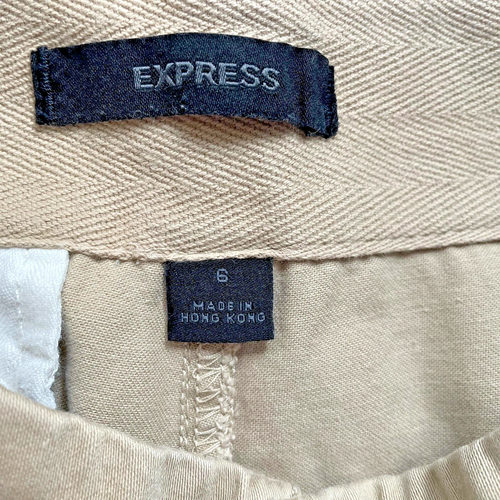 EXPRESS
6
MADE IN
HONG KONG